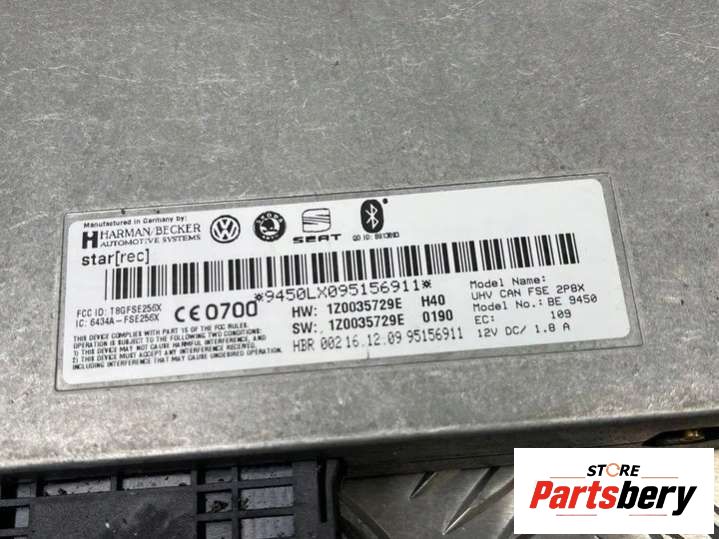 Manufactured in Germany by:
HARMAN/BECKER
AUTOMOTIVE SYSTEMS
star[rec]
ŠKODA
SEAT
FCC ID: T8GFSE256X
IC: 6434A-FSE256X
CE 0700
THIS DEVICE COMPLIES WITH PART 15 OF THE FCC RULES.
OPERATION IS SUBJECT TO THE FOLLOWING TWO CONDITIONS:
1) THIS DEVICE MAY NOT CAUSE HARMFUL INTERFERENCE, AND
2) THIS DEVICE MUST ACCEPT ANY INTERFERENCE RECEIVED,
INCLUDING INTERFERENCE THAT MAY CAUSE UNDESIRED OPERATION.
*9450LX095156911*
HW: 1Z0035729E H40
SW: 1Z0035729E 0190
HBR 002 16.12.09 95156911
Model Name:
UHV CAN FSE 2P8X
Model No.: BE 9450
EC: 109
12V DC/ 1.8 A
STORE
Partsbery